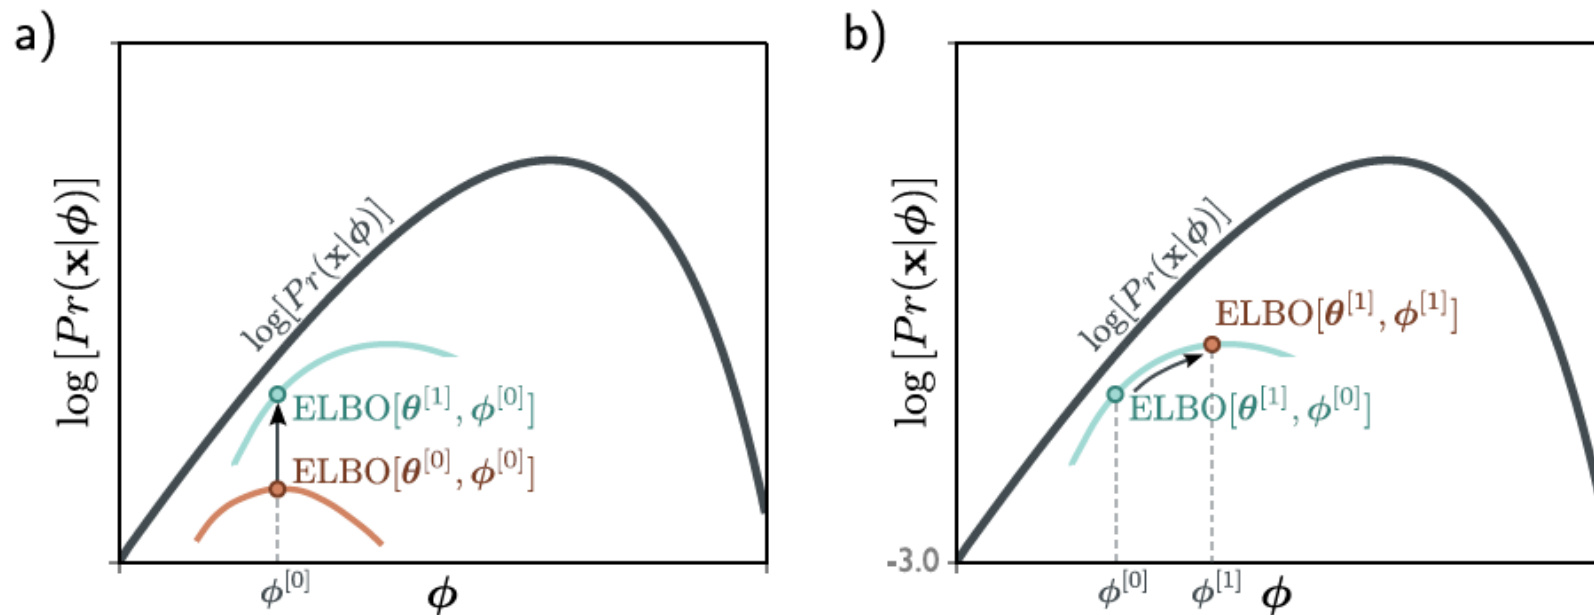 a)
log[Pr(x|ϕ)]
log[Pr(x|ϕ)]
ELBO[θ^[1], ϕ^[0]]
ELBO[θ^[0], ϕ^[0]]
ϕ^[0]
ϕ
b)
log[Pr(x|ϕ)]
log[Pr(x|ϕ)]
ELBO[θ^[1], ϕ^[1]]
ELBO[θ^[1], ϕ^[0]]
-3.0
ϕ^[0]
ϕ^[1]
ϕ